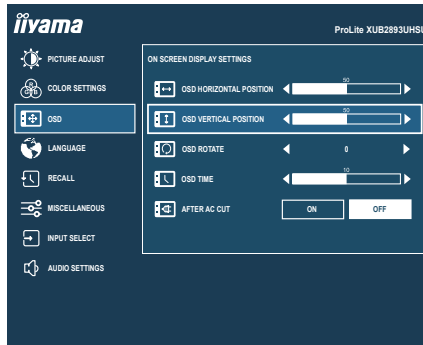 iiyama
ProLite XUB2893UHSU
PICTURE ADJUST
COLOR SETTINGS
OSD
LANGUAGE
RECALL
MISCELLANEOUS
INPUT SELECT
AUDIO SETTINGS
ON SCREEN DISPLAY SETTINGS
OSD HORIZONTAL POSITION 50
OSD VERTICAL POSITION 50
OSD ROTATE 0
OSD TIME 10
AFTER AC CUT ON OFF